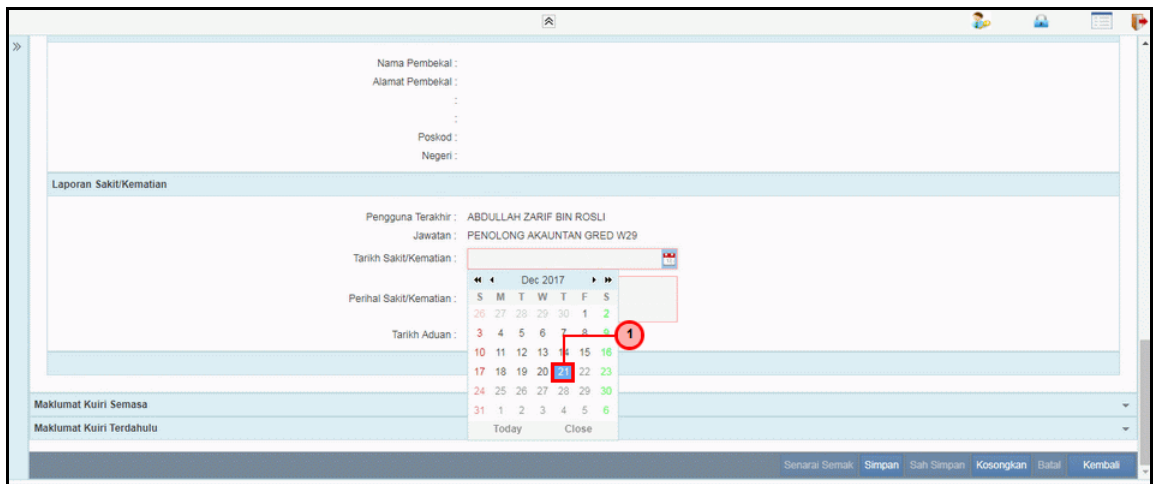 Nama Pembekal :
Alamat Pembekal :
:
:
Poskod :
Negeri :
Laporan Sakit/Kematian
Pengguna Terakhir : ABDULLAH ZARIF BIN ROSLI
Jawatan : PENOLONG AKAUNTAN GRED W29
Tarikh Sakit/Kematian :
Dec 2017
Perihal Sakit/Kematian :
S M T W T F S
26 27 28 29 30 1 2
Tarikh Aduan :
3 4 5 6 7 8 9
1
10 11 12 13 14 15 16
17 18 19 20 21 22 23
24 25 26 27 28 29 30
31 1 2 3 4 5 6
Today Close
Maklumat Kuiri Semasa
Maklumat Kuiri Terdahulu
Senarai Semak Simpan Sah Simpan Kosongkan Batal Kembali